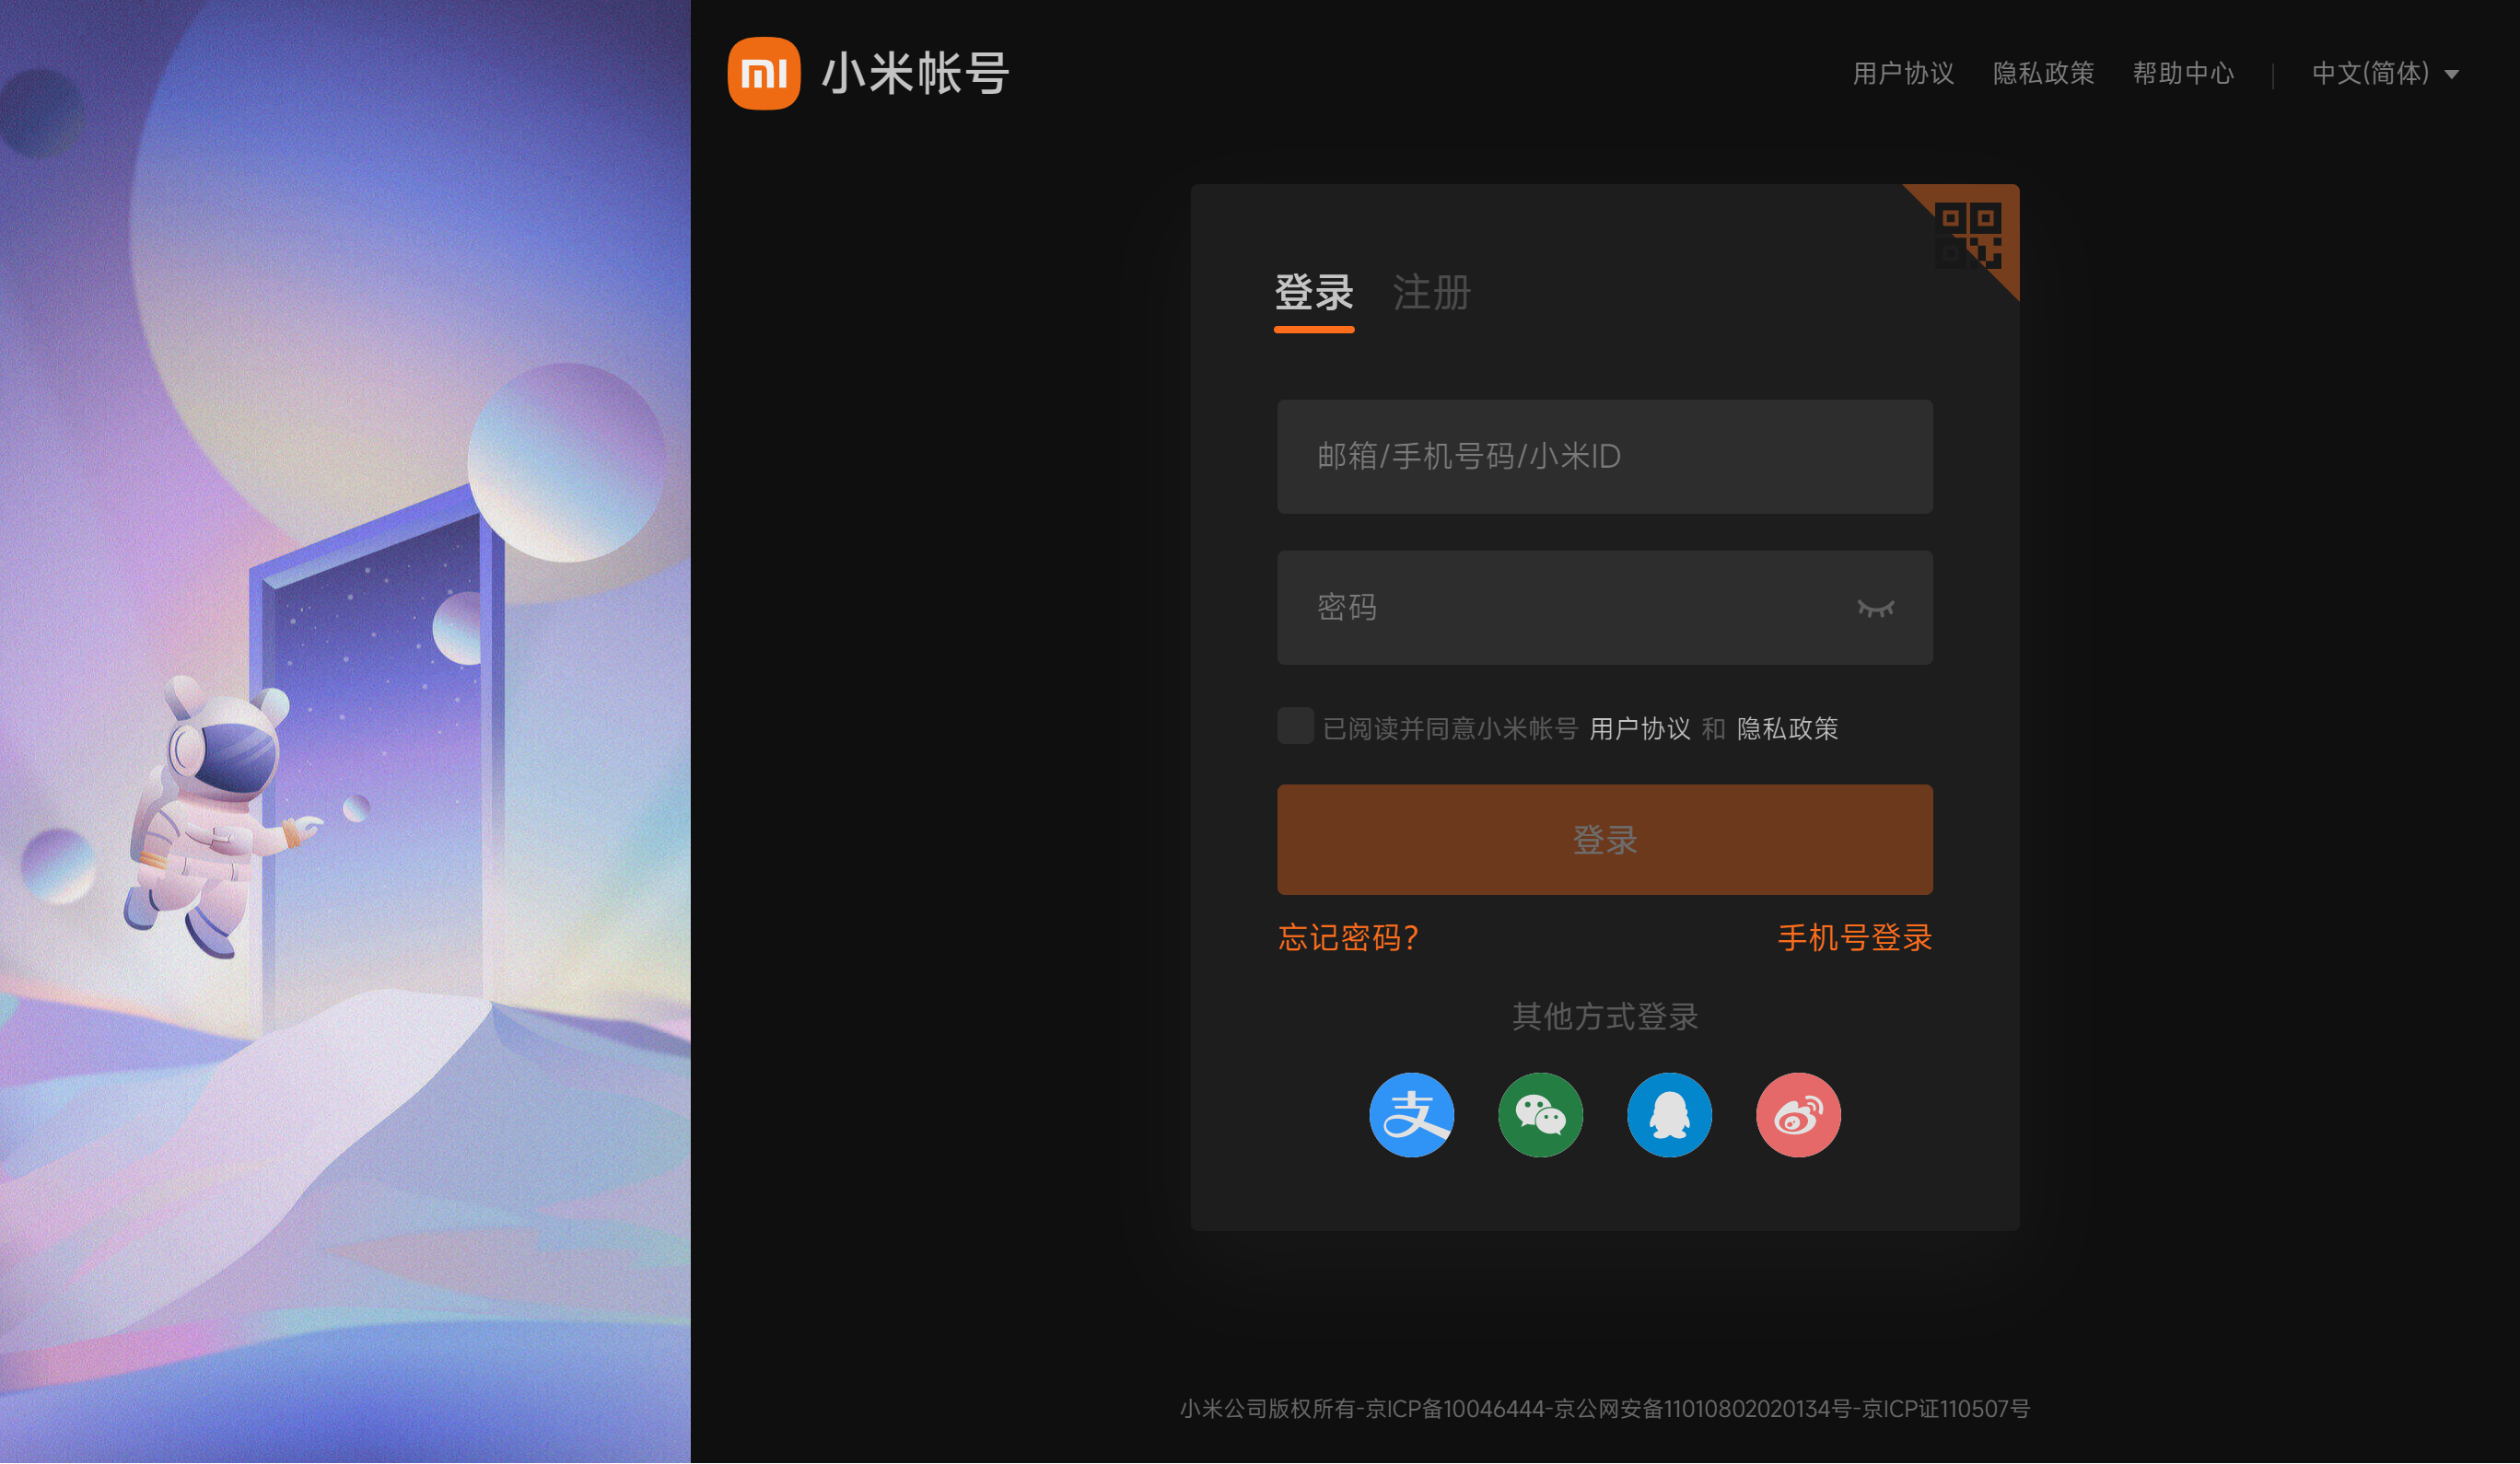 小米帐号
用户协议 隐私政策 帮助中心 | 中文(简体)
登录 注册
邮箱/手机号码/小米ID
密码
已阅读并同意小米帐号 用户协议 和 隐私政策
登录
忘记密码? 手机号登录
其他方式登录
小米公司版权所有-京ICP备10046444-京公网安备11010802020134号-京ICP证110507号